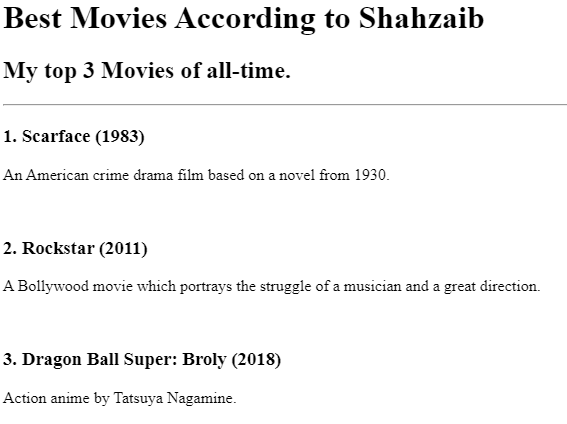 Best Movies According to Shahzaib
My top 3 Movies of all-time.
1. Scarface (1983)
An American crime drama film based on a novel from 1930.
2. Rockstar (2011)
A Bollywood movie which portrays the struggle of a musician and a great direction.
3. Dragon Ball Super: Broly (2018)
Action anime by Tatsuya Nagamine.